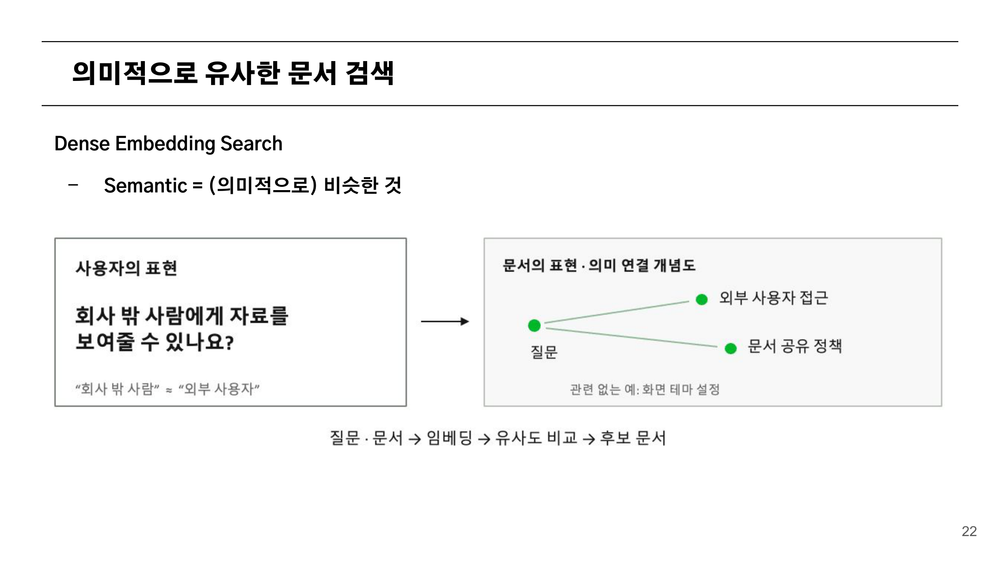 의미적으로 유사한 문서 검색
Dense Embedding Search
– Semantic = (의미적으로) 비슷한 것
사용자의 표현
회사 밖 사람에게 자료를
보여줄 수 있나요?
“회사 밖 사람” ≈ “외부 사용자”
문서의 표현 · 의미 연결 개념도
외부 사용자 접근
질문
문서 공유 정책
관련 없는 예: 화면 테마 설정
질문 · 문서 → 임베딩 → 유사도 비교 → 후보 문서
22